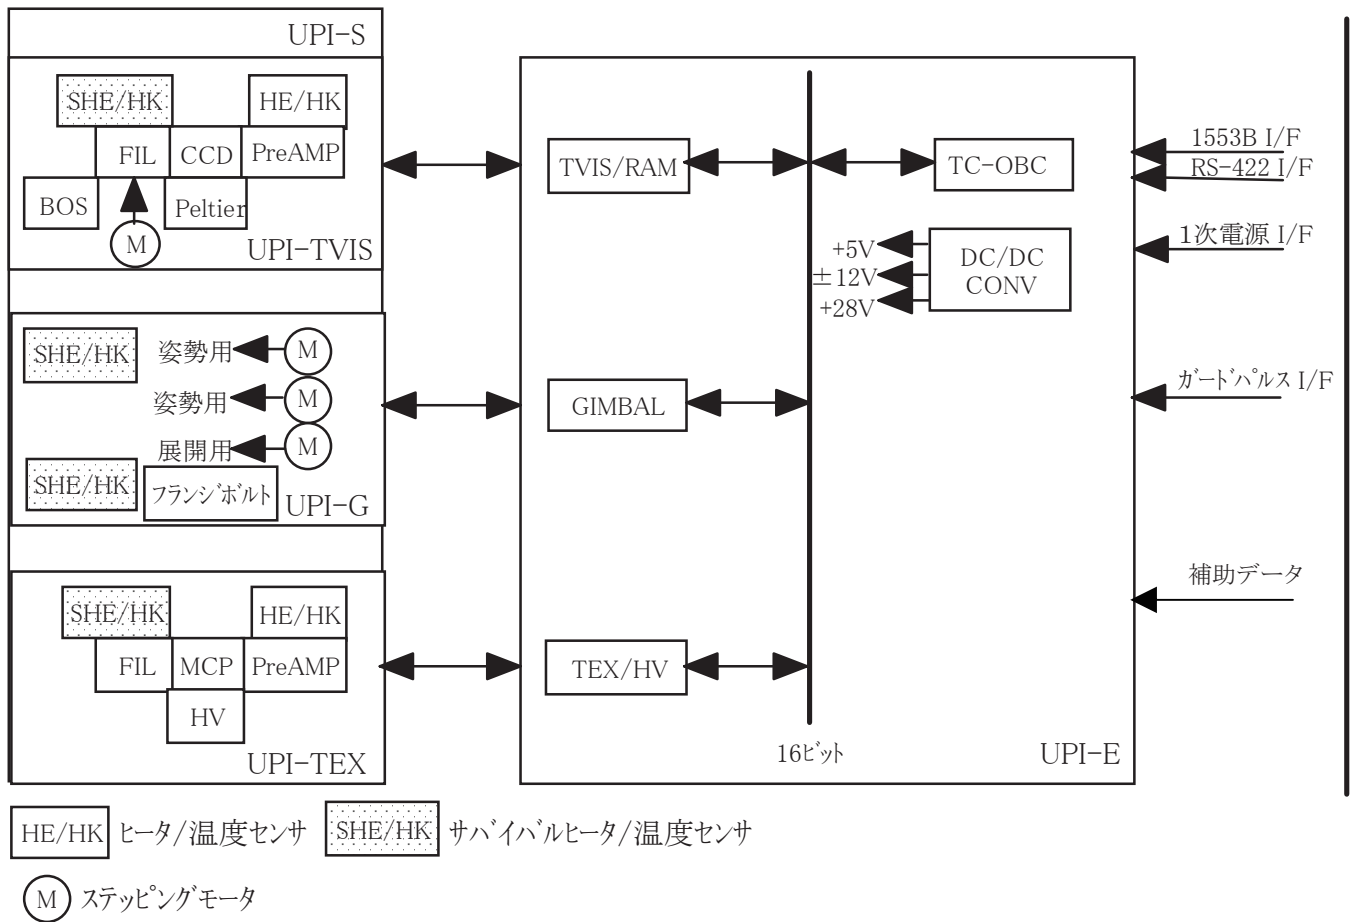 UPI-S
SHE/HK
HE/HK
FIL
CCD
PreAMP
BOS
Peltier
M
UPI-TVIS
SHE/HK
姿勢用
M
姿勢用
M
展開用
M
SHE/HK
フランジボルト
UPI-G
SHE/HK
HE/HK
FIL
MCP
PreAMP
HV
UPI-TEX
TVIS/RAM
TC-OBC
+5V
±12V
+28V
DC/DC
CONV
GIMBAL
TEX/HV
16ビット
UPI-E
1553B I/F
RS-422 I/F
1次電源 I/F
ガードパルス I/F
補助データ
HE/HK
ヒータ/温度センサ
SHE/HK
サバイバルヒータ/温度センサ
M
ステッピングモータ